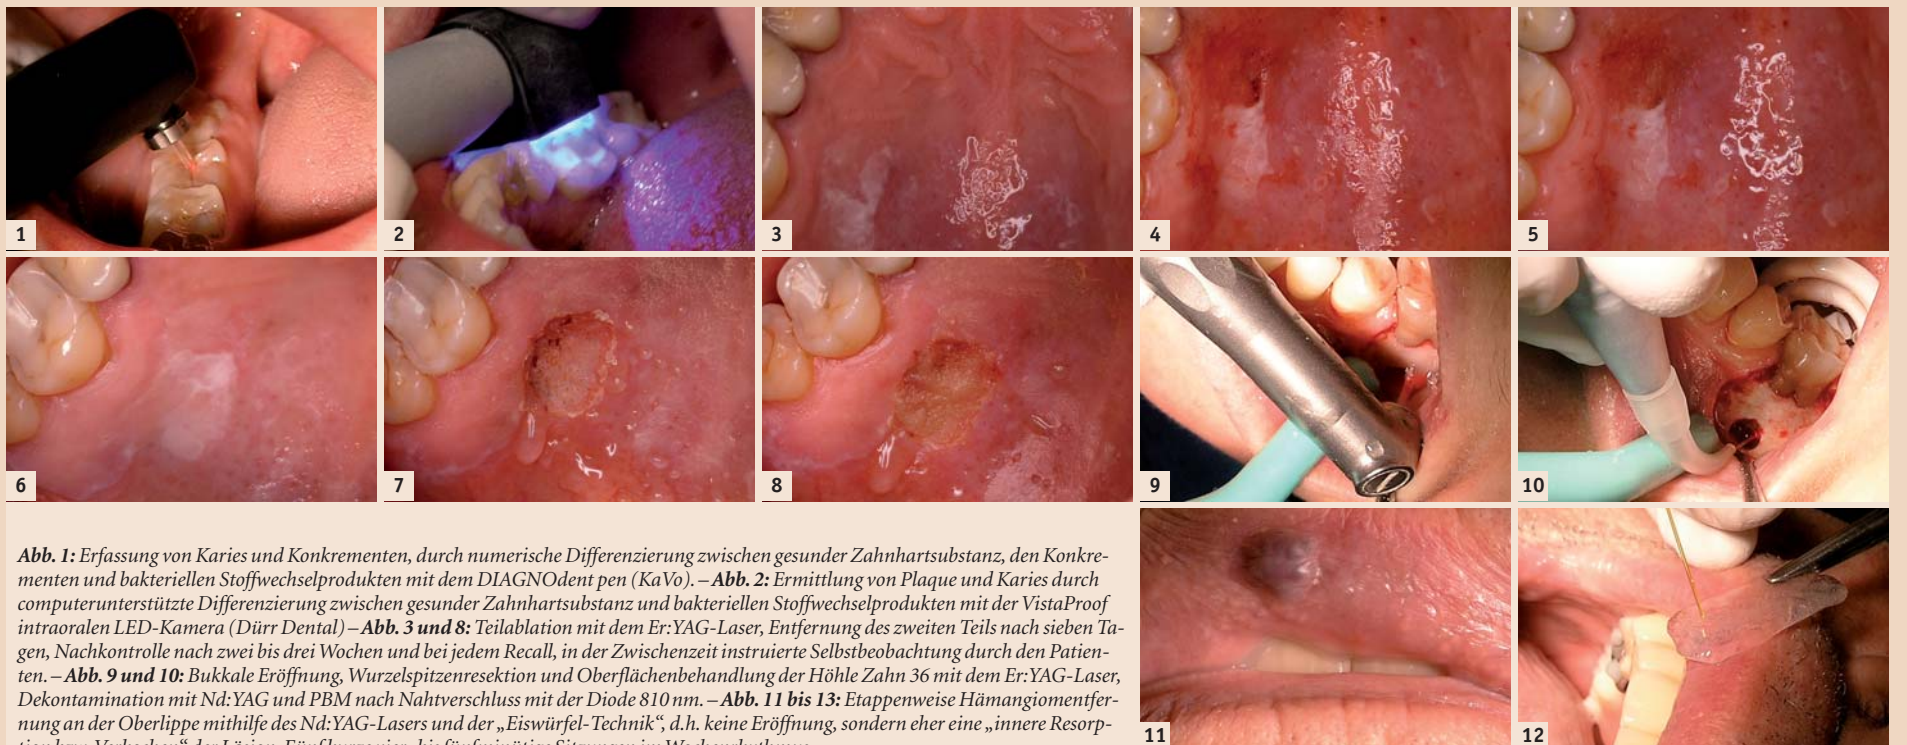 1
2
3
4
5
6
7
8
9
10
Abb. 1: Erfassung von Karies und Konkrementen, durch numerische Differenzierung zwischen gesunder Zahnhartsubstanz, den Konkre-
menten und bakteriellen Stoffwechselprodukten mit dem DIAGNOdent pen (KaVo). – Abb. 2: Ermittlung von Plaque und Karies durch
computerunterstützte Differenzierung zwischen gesunder Zahnhartsubstanz und bakteriellen Stoffwechselprodukten mit der VistaProof
intraoralen LED-Kamera (Dürr Dental) – Abb. 3 und 8: Teilablation mit dem Er:YAG-Laser, Entfernung des zweiten Teils nach sieben Ta-
gen, Nachkontrolle nach zwei bis drei Wochen und bei jedem Recall, in der Zwischenzeit instruierte Selbstbeobachtung durch den Patien-
ten. – Abb. 9 und 10: Bukkale Eröffnung, Wurzelspitzenresektion und Oberflächenbehandlung der Höhle Zahn 36 mit dem Er:YAG-Laser,
Dekontamination mit Nd:YAG und PBM nach Nahtverschluss mit der Diode 810 nm. – Abb. 11 bis 13: Etappenweise Hämangiomentfer-
nung an der Oberlippe mithilfe des Nd:YAG-Lasers und der „Eiswürfel-Technik“, d.h. keine Eröffnung, sondern eher eine „innere Resorp-
11
12